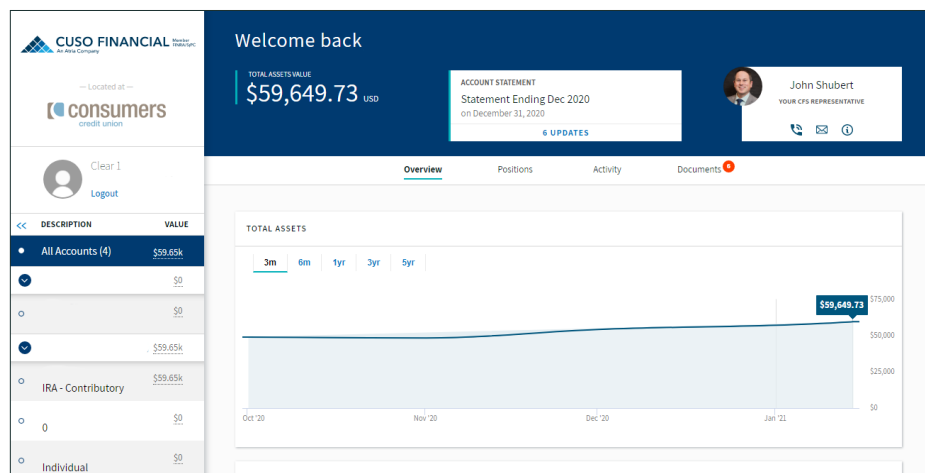 CUSO FINANCIAL Member FINRA/SIPC
An Atria Company
— Located at —
consumers
credit union
Clear I
Logout
<< DESCRIPTION VALUE
All Accounts (4) $59.65k
$0
$0
$59.65k
IRA - Contributory $59.65k
0 $0
Individual $0
Welcome back
TOTAL ASSETS VALUE
$59,649.73 USD
ACCOUNT STATEMENT
Statement Ending Dec 2020
on December 31, 2020
6 UPDATES
John Shubert
YOUR CFS REPRESENTATIVE
Overview Positions Activity Documents 6
TOTAL ASSETS
3m 6m 1yr 3yr 5yr
$59,649.73
$75,000
$50,000
$25,000
$0
Oct '20 Nov '20 Dec '20 Jan '21